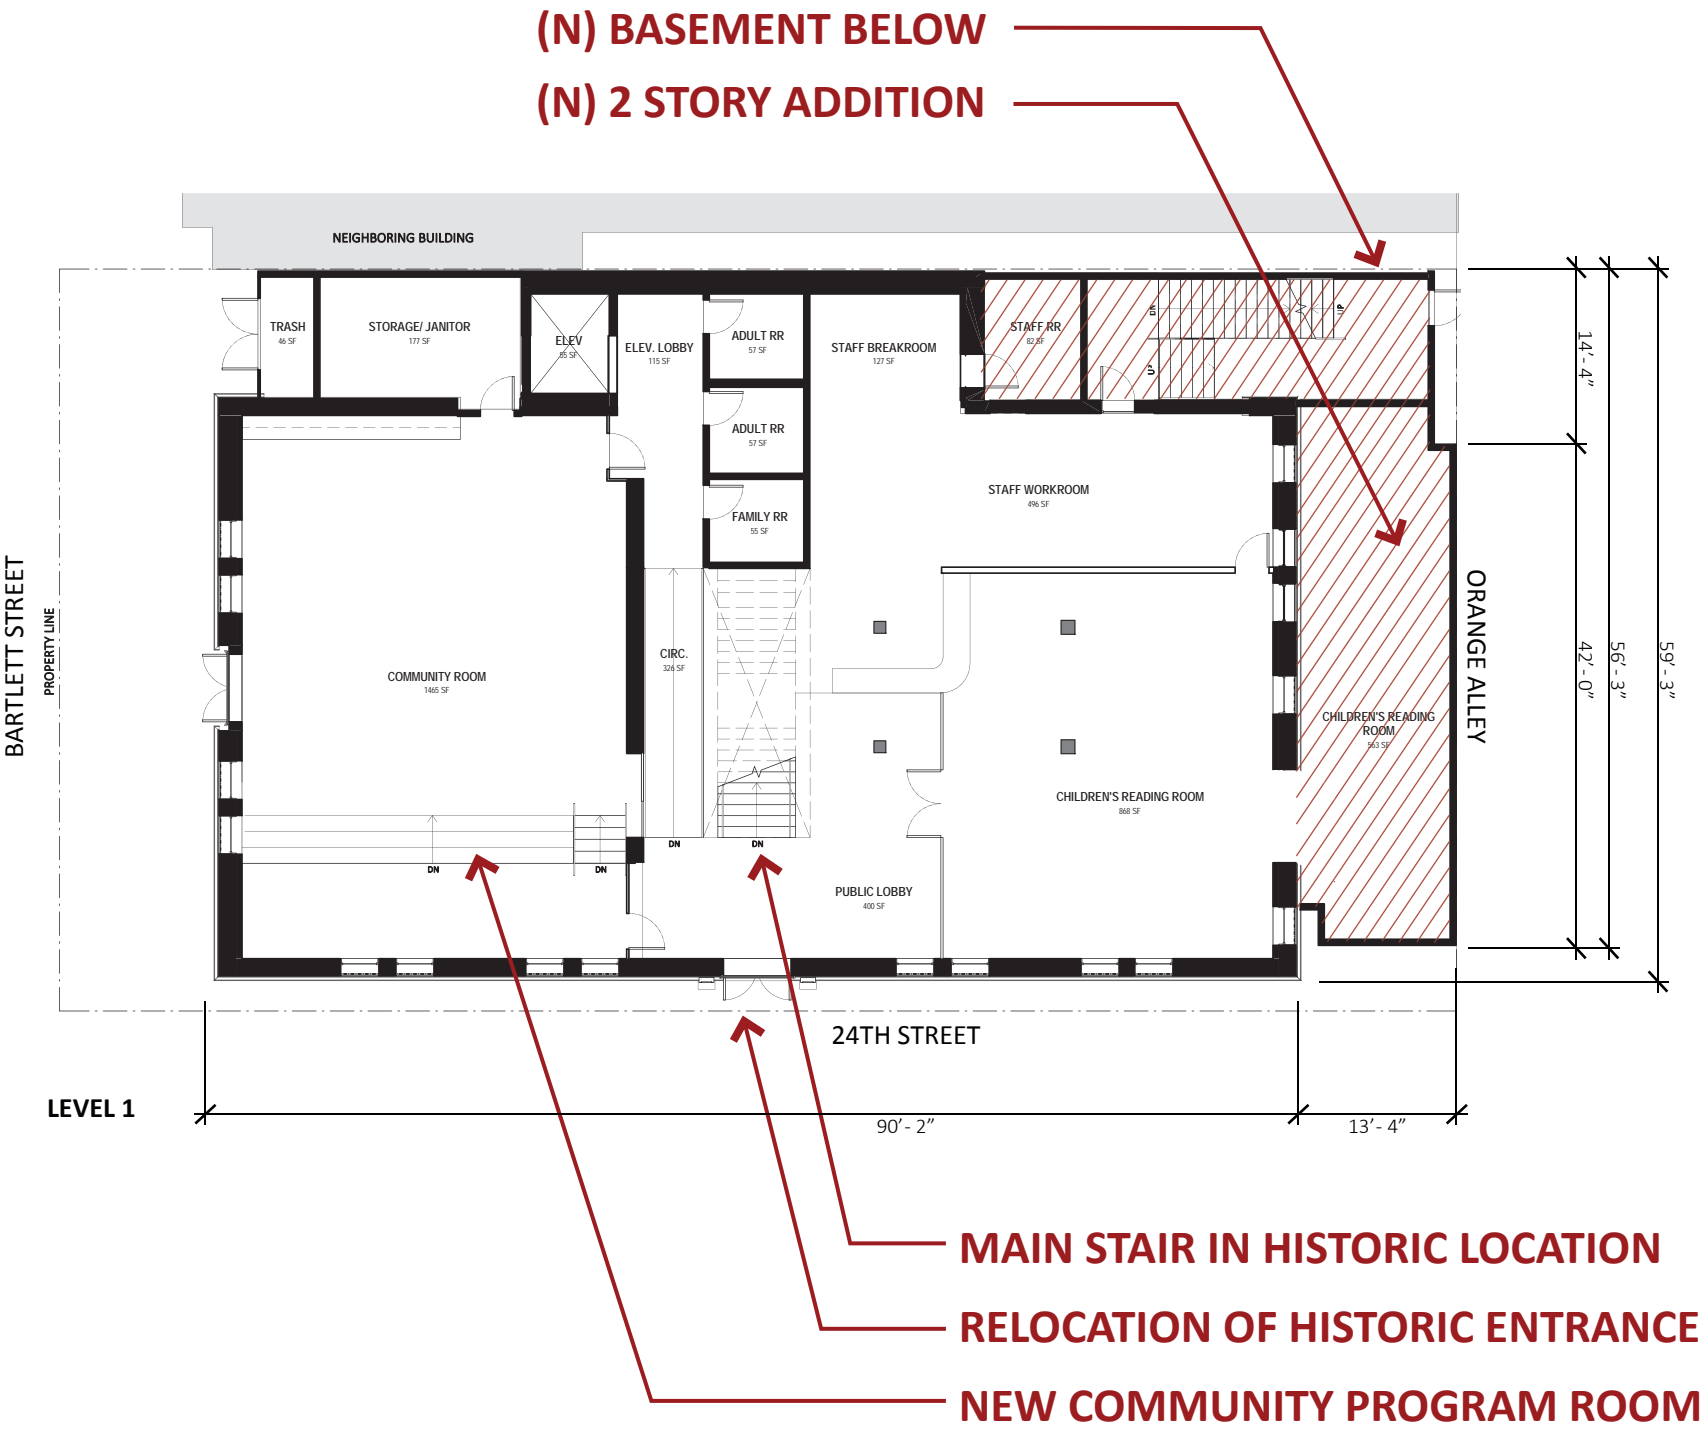 (N) BASEMENT BELOW
(N) 2 STORY ADDITION
NEIGHBORING BUILDING
TRASH
46 SF
STORAGE/ JANITOR
177 SF
ELEV
55 SF
ELEV. LOBBY
115 SF
ADULT RR
57 SF
STAFF BREAKROOM
127 SF
STAFF RR
82 SF
DN
UP
UP
14'- 4"
ADULT RR
57 SF
FAMILY RR
55 SF
STAFF WORKROOM
496 SF
BARTLETT STREET
PROPERTY LINE
COMMUNITY ROOM
1465 SF
CIRC.
326 SF
CHILDREN'S READING
ROOM
563 SF
ORANGE ALLEY
42'- 0"
56'- 3"
59'- 3"
CHILDREN'S READING ROOM
868 SF
DN
DN
DN
DN
PUBLIC LOBBY
400 SF
24TH STREET
LEVEL 1
90'- 2"
13'- 4"
MAIN STAIR IN HISTORIC LOCATION
RELOCATION OF HISTORIC ENTRANCE
NEW COMMUNITY PROGRAM ROOM